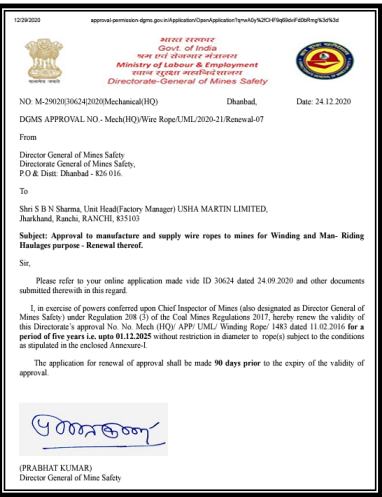 12/29/2020
भारत सरकार
Govt. of India
श्रम एवं रोजगार मंत्रालय
Ministry of Labour & Employment
खान सुरक्षा महानिदेशालय
Directorate-General of Mines Safety
NO: M-29020|30624|2020|Mechanical(HQ) Dhanbad, Date: 24.12.2020
DGMS APPROVAL NO.- Mech(HQ)/Wire Rope/UML/2020-21/Renewal-07
From
Director General of Mines Safety
Directorate General of Mines Safety,
P.O & Distt: Dhanbad - 826 016.
To
Shri S B N Sharma, Unit Head(Factory Manager) USHA MARTIN LIMITED,
Jharkhand, Ranchi, RANCHI, 835103
Subject: Approval to manufacture and supply wire ropes to mines for Winding and Man- Riding
Haulages purpose - Renewal thereof.
Sir,
Please refer to your online application made vide ID 30624 dated 24.09.2020 and other documents
submitted therewith in this regard.
I, in exercise of powers conferred upon Chief Inspector of Mines (also designated as Director General of
Mines Safety) under Regulation 208 (3) of the Coal Mines Regulations 2017, hereby renew the validity of
this Directorate's approval No. No. Mech (HQ)/ APP/ UML/ Winding Rope/ 1483 dated 11.02.2016 for a
period of five years i.e. upto 01.12.2025 without restriction in diameter to rope(s) subject to the conditions
as stipulated in the enclosed Annexure-I.
The application for renewal of approval shall be made 90 days prior to the expiry of the validity of
approval.
(PRABHAT KUMAR)
Director General of Mine Safety